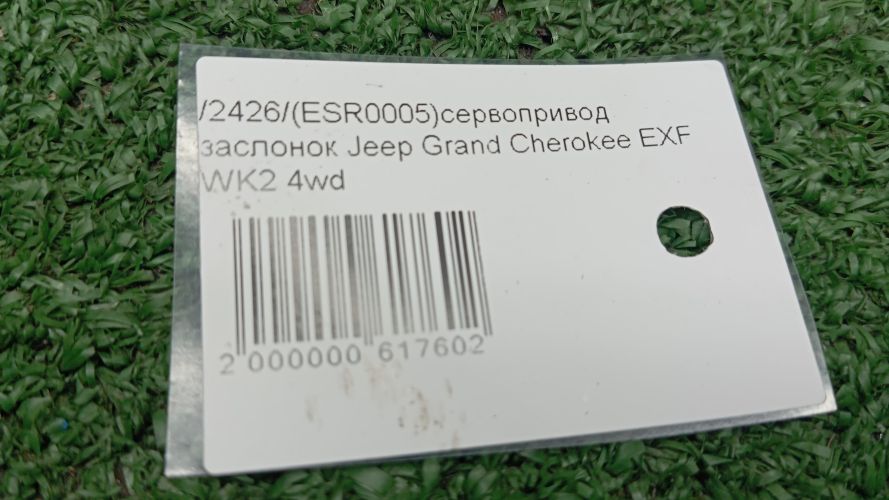 /2426/(ESR0005)сервопривод
заслонок Jeep Grand Cherokee EXF
WK2 4wd
2 000000 617602